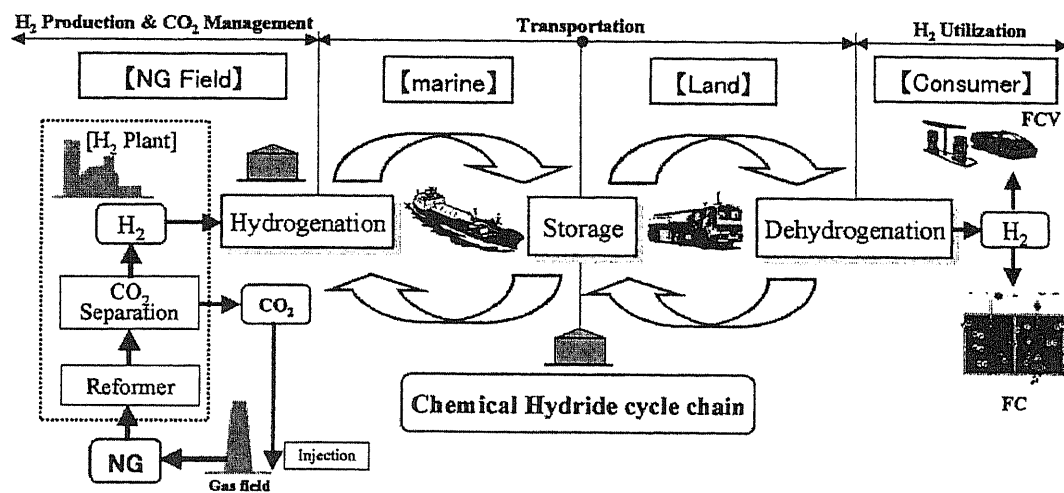 H₂ Production & CO₂ Management
Transportation
H₂ Utilization
【NG Field】
【marine】
【Land】
【Consumer】
FCV
[H₂ Plant]
H₂
Hydrogenation
Storage
Dehydrogenation
H₂
CO₂
Separation
CO₂
Reformer
Chemical Hydride cycle chain
FC
NG
Injection
Gas field